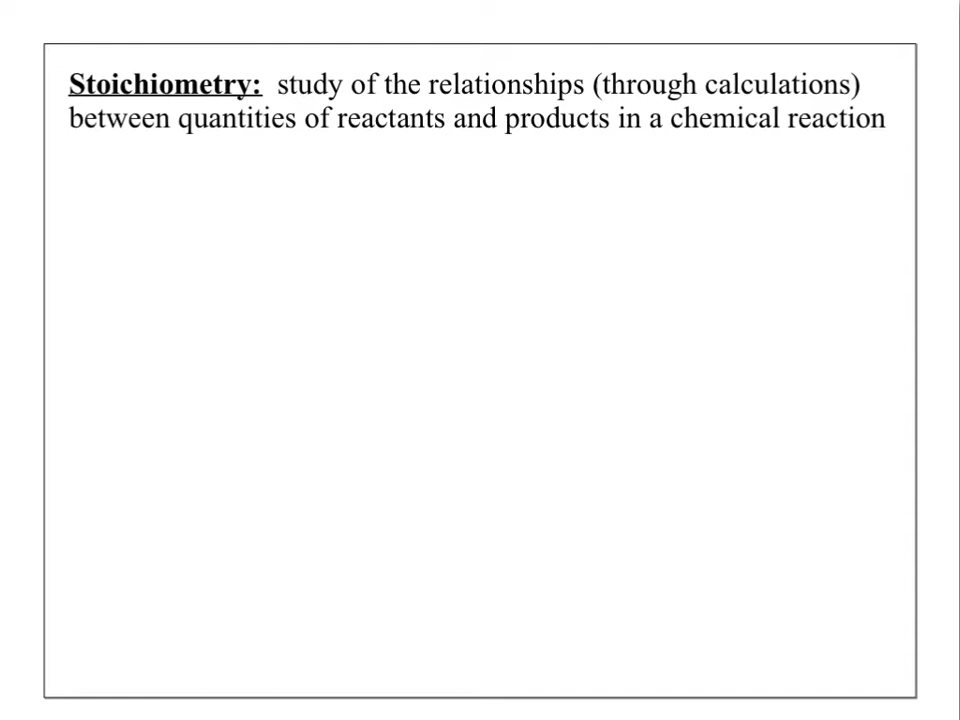 Stoichiometry: study of the relationships (through calculations)
between quantities of reactants and products in a chemical reaction